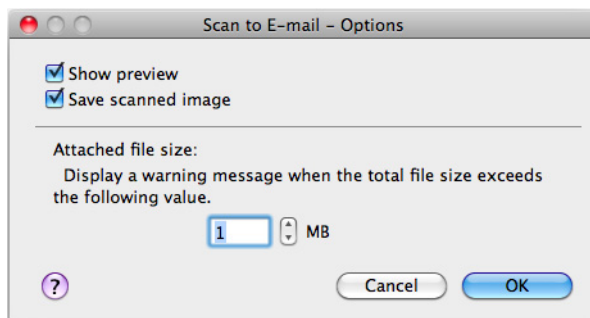 Scan to E-mail – Options
Show preview
Save scanned image
Attached file size:
Display a warning message when the total file size exceeds
the following value.
1 MB
? Cancel OK